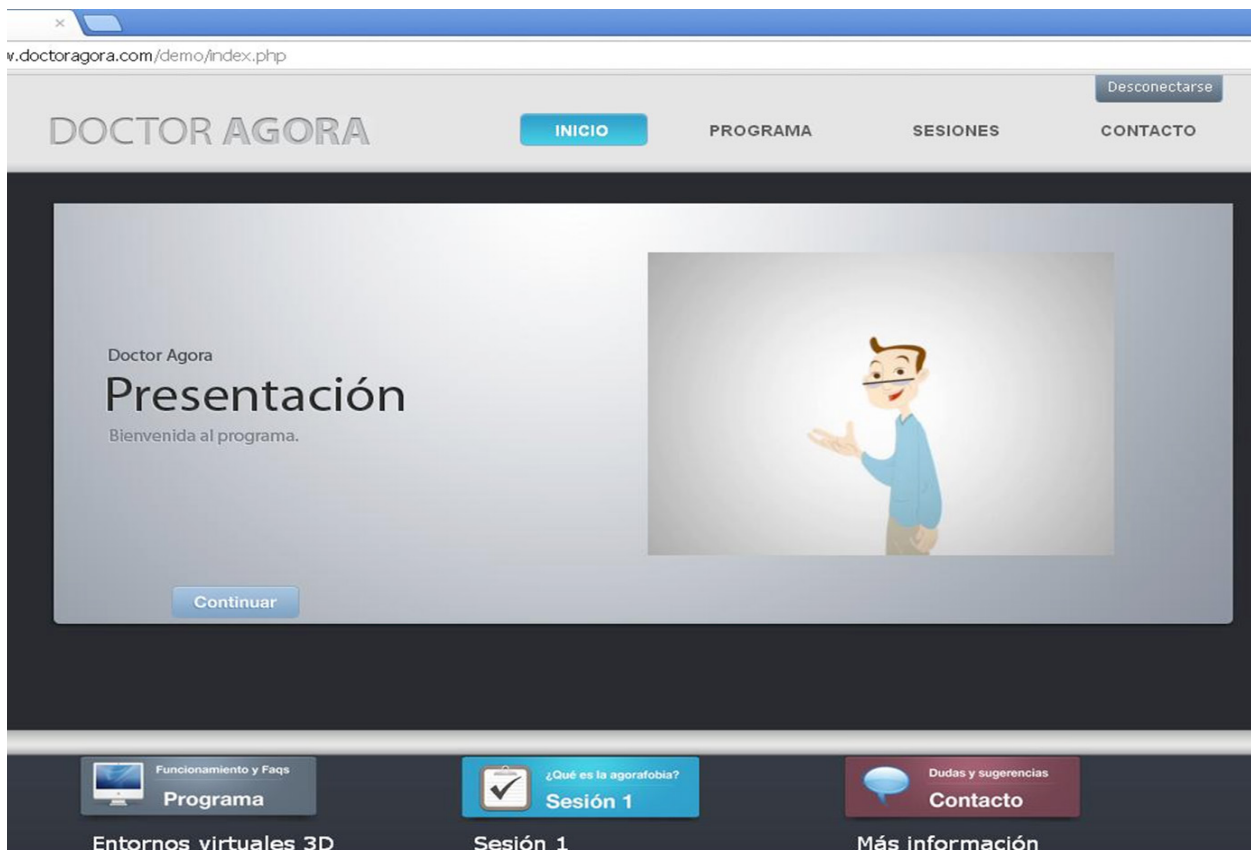 w.doctoragora.com/demo/index.php
Desconectarse
DOCTOR AGORA
INICIO
PROGRAMA
SESIONES
CONTACTO
Doctor Agora
Presentación
Bienvenida al programa.
Continuar
Funcionamiento y Faqs
Programa
¿Qué es la agorafobia?
Sesión 1
Dudas y sugerencias
Contacto
Entornos virtuales 3D
Sesión 1
Más información